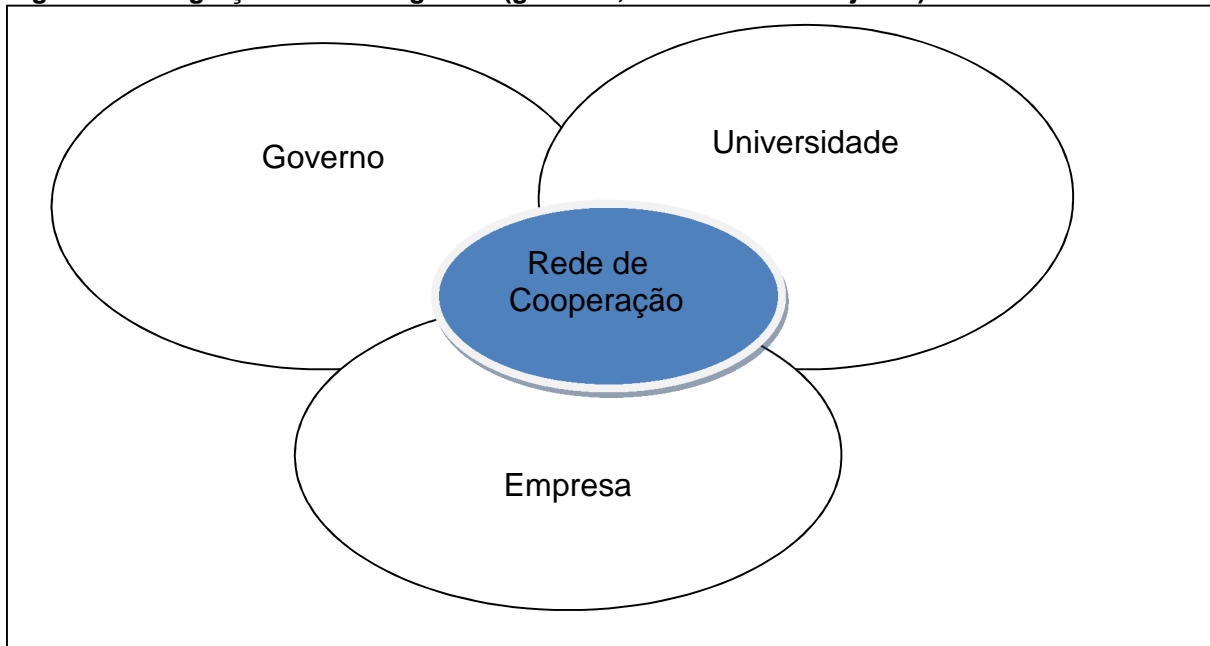 Governo
Universidade
Rede de
Cooperação
Empresa